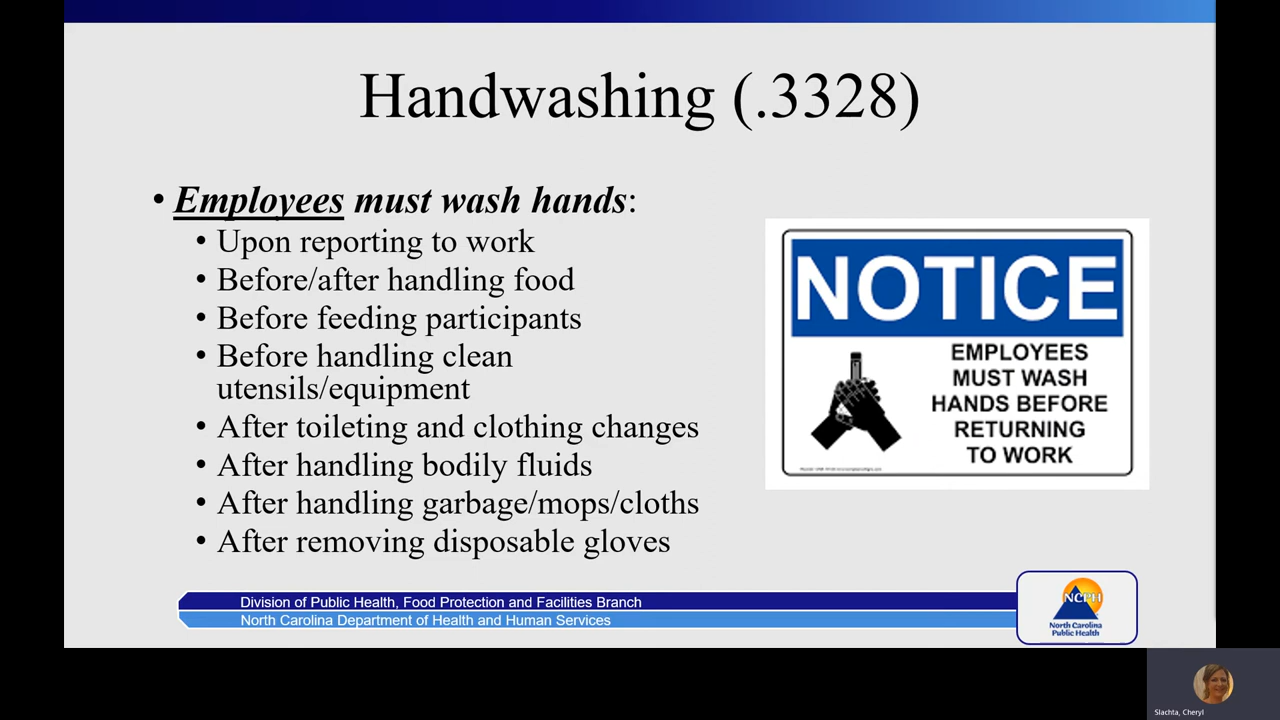 Handwashing (.3328)
• Employees must wash hands:
• Upon reporting to work
• Before/after handling food
• Before feeding participants
• Before handling clean
utensils/equipment
• After toileting and clothing changes
• After handling bodily fluids
• After handling garbage/mops/cloths
• After removing disposable gloves
NOTICE
EMPLOYEES
MUST WASH
HANDS BEFORE
RETURNING
TO WORK
Division of Public Health, Food Protection and Facilities Branch
North Carolina Department of Health and Human Services
NCPH
North Carolina
Public Health
Slachta, Cheryl